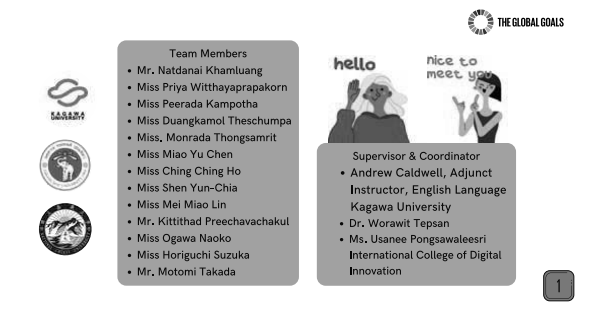 THE GLOBAL GOALS
Team Members
• Mr. Natdanai Khamluang
• Miss Priya Witthayaprapakorn
• Miss Peerada Kampotha
• Miss Duangkamol Theschumpa
• Miss. Monrada Thongsamrit
• Miss Miao Yu Chen
• Miss Ching Ching Ho
• Miss Shen Yun-Chia
• Miss Mei Miao Lin
• Mr. Kittithad Preechavachakul
• Miss Ogawa Naoko
• Miss Horiguchi Suzuka
• Mr. Motomi Takada
KAGAWA
UNIVERSITY
hello
nice to
meet you
Supervisor & Coordinator
• Andrew Caldwell, Adjunct
Instructor, English Language
Kagawa University
• Dr. Worawit Tepsan
• Ms. Usanee Pongsawaleesri
International College of Digital
Innovation
1